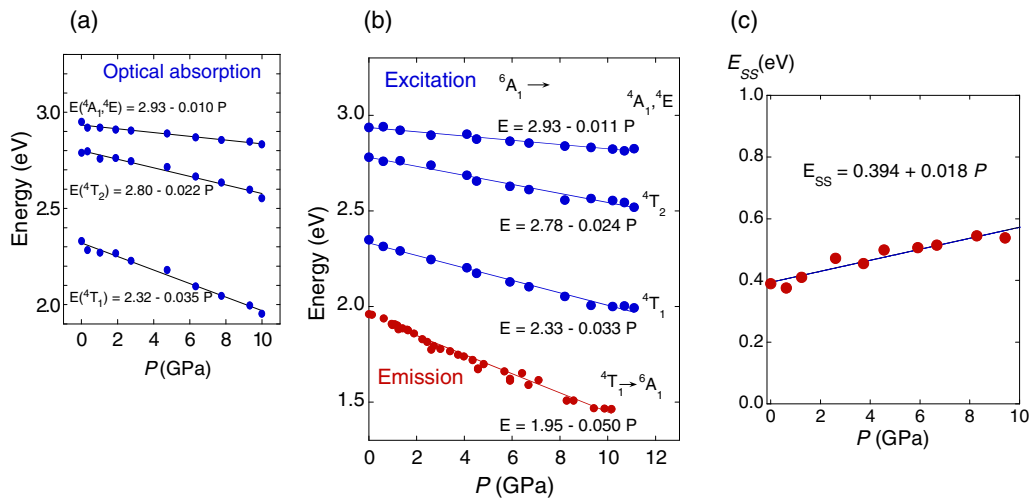 (a)
Optical absorption
E(⁴A₁,⁴E) = 2.93 - 0.010 P
E(⁴T₂) = 2.80 - 0.022 P
E(⁴T₁) = 2.32 - 0.035 P
3.0
2.5
2.0
Energy (eV)
0 2 4 6 8 10
P (GPa)
(b)
Excitation
⁶A₁ →
⁴A₁,⁴E
E = 2.93 - 0.011 P
⁴T₂
E = 2.78 - 0.024 P
⁴T₁
E = 2.33 - 0.033 P
Emission
⁴T₁→⁶A₁
E = 1.95 - 0.050 P
3.0
2.5
2.0
1.5
Energy (eV)
0 2 4 6 8 10 12
P (GPa)
(c)
E_SS(eV)
E_SS = 0.394 + 0.018 P
1.0
0.8
0.6
0.4
0.2
0.0
0 2 4 6 8 10
P (GPa)